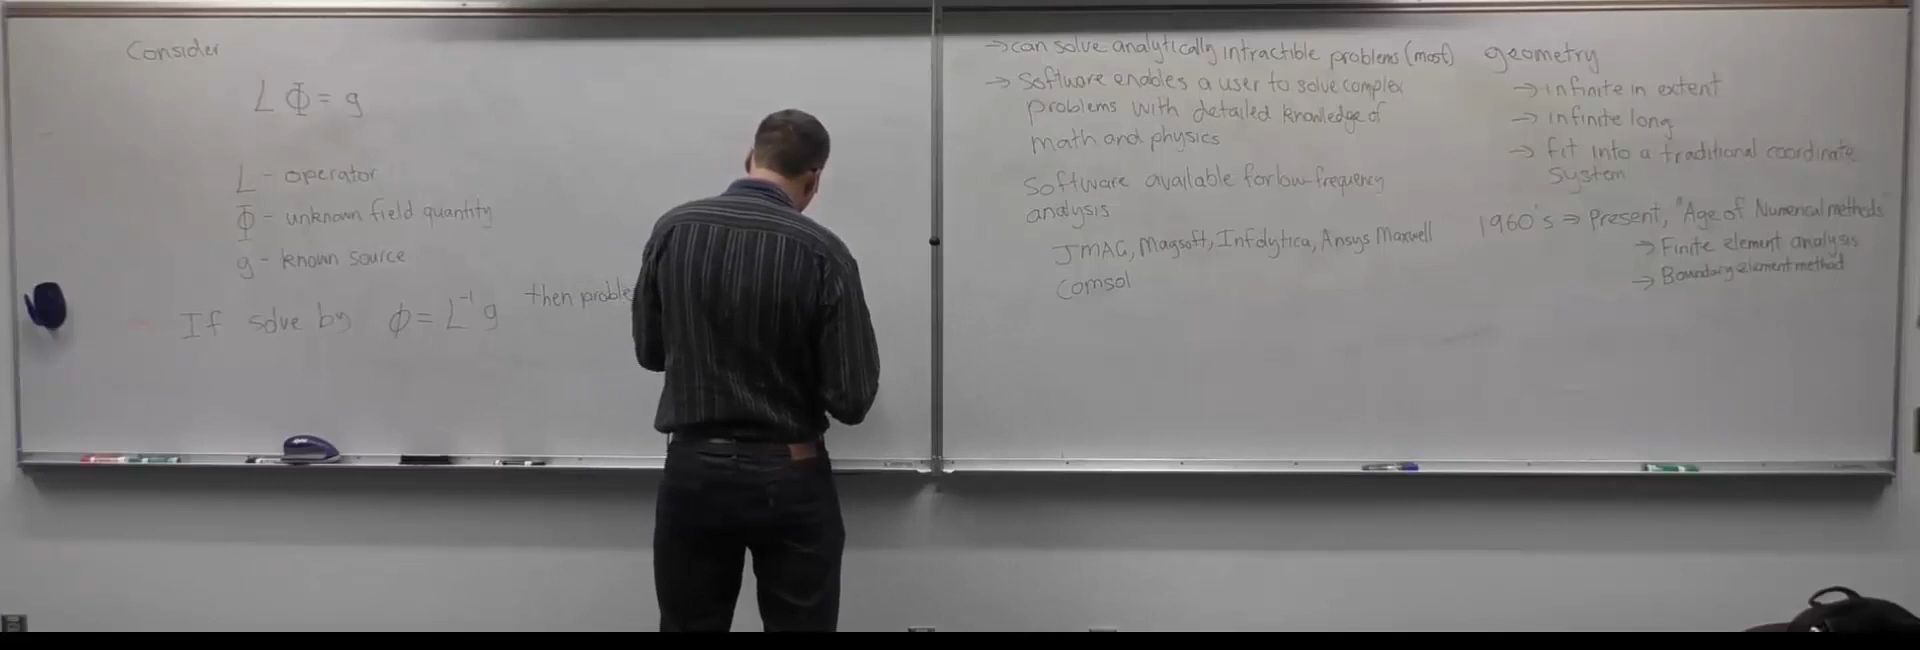 Consider
L Φ = g
L - operator
Φ - unknown field quantity
g - known source
If solve by ϕ = L⁻¹ g then proble
→ can solve analytically intractible problems (most)
→ Software enables a user to solve complex
problems with detailed knowledge of
math and physics
Software available for low-frequency
analysis
JMAG, Magsoft, Infolytica, Ansys Maxwell
Comsol
geometry
→ infinite in extent
→ infinite long
→ fit into a traditional coordinate
system
1960's ⇒ Present, "Age of Numerical methods"
→ Finite element analysis
→ Boundary element method